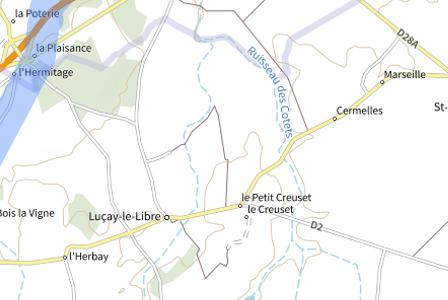 la Poterie
la Plaisance
l'Hermitage
D28A
Marseille
Ruisseau des Cotets
Cermelles
St-
le Petit Creuset
le Creuset
Bois la Vigne
Luçay-le-Libre
D2
l'Herbay